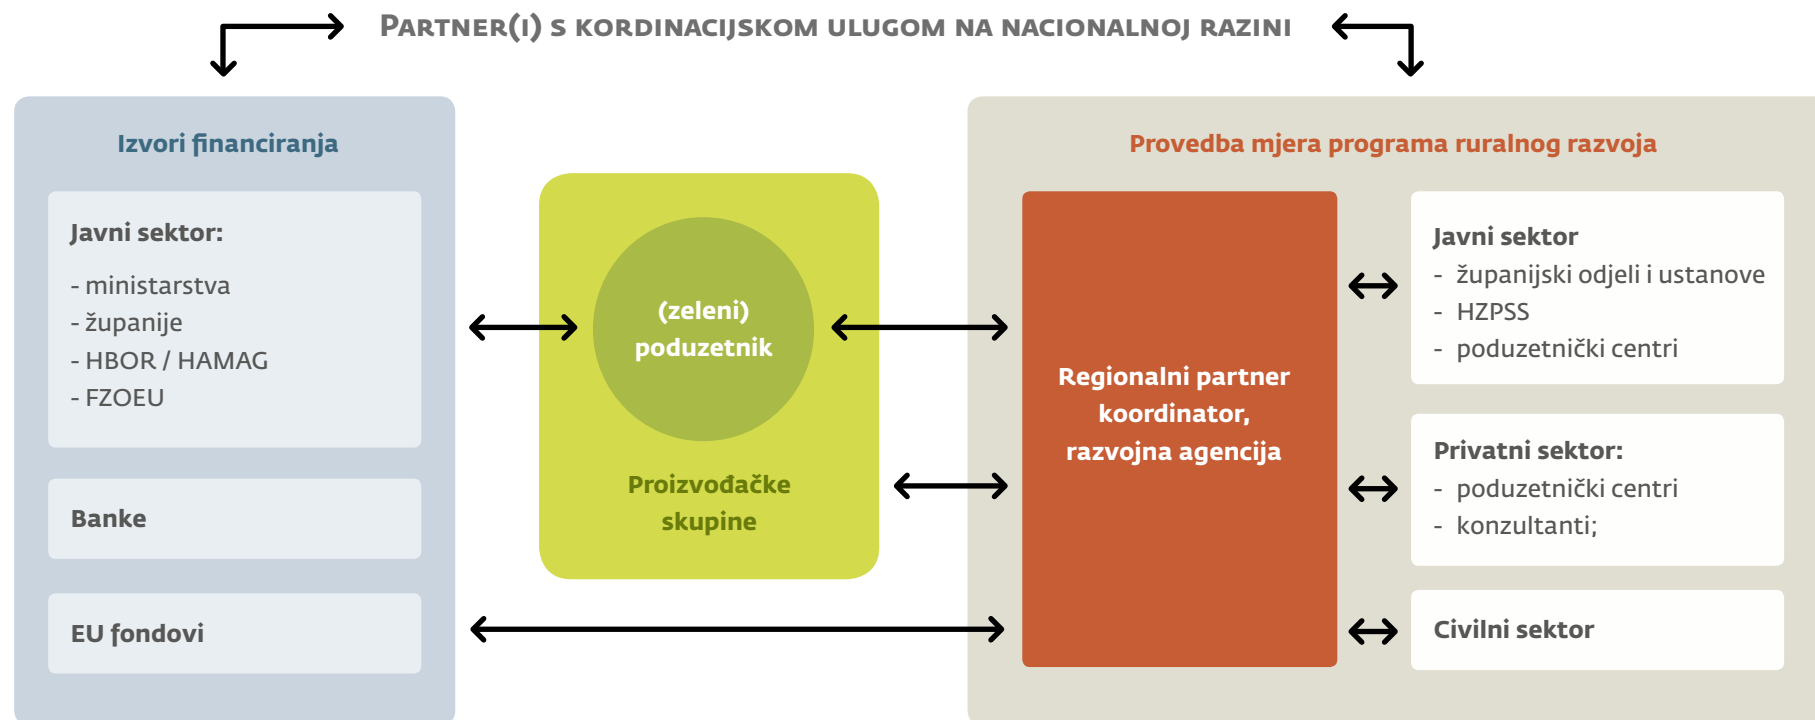 PARTNER(I) S KORDINACIJSKOM ULUGOM NA NACIONALNOJ RAZINI
Izvori financiranja
Javni sektor:
- ministarstva
- županije
- HBOR / HAMAG
- FZOEU
Banke
EU fondovi
(zeleni)
poduzetnik
Proizvođačke
skupine
Provedba mjera programa ruralnog razvoja
Regionalni partner
koordinator,
razvojna agencija
Javni sektor
- županijski odjeli i ustanove
- HZPSS
- poduzetnički centri
Privatni sektor:
- poduzetnički centri
- konzultanti;
Civilni sektor